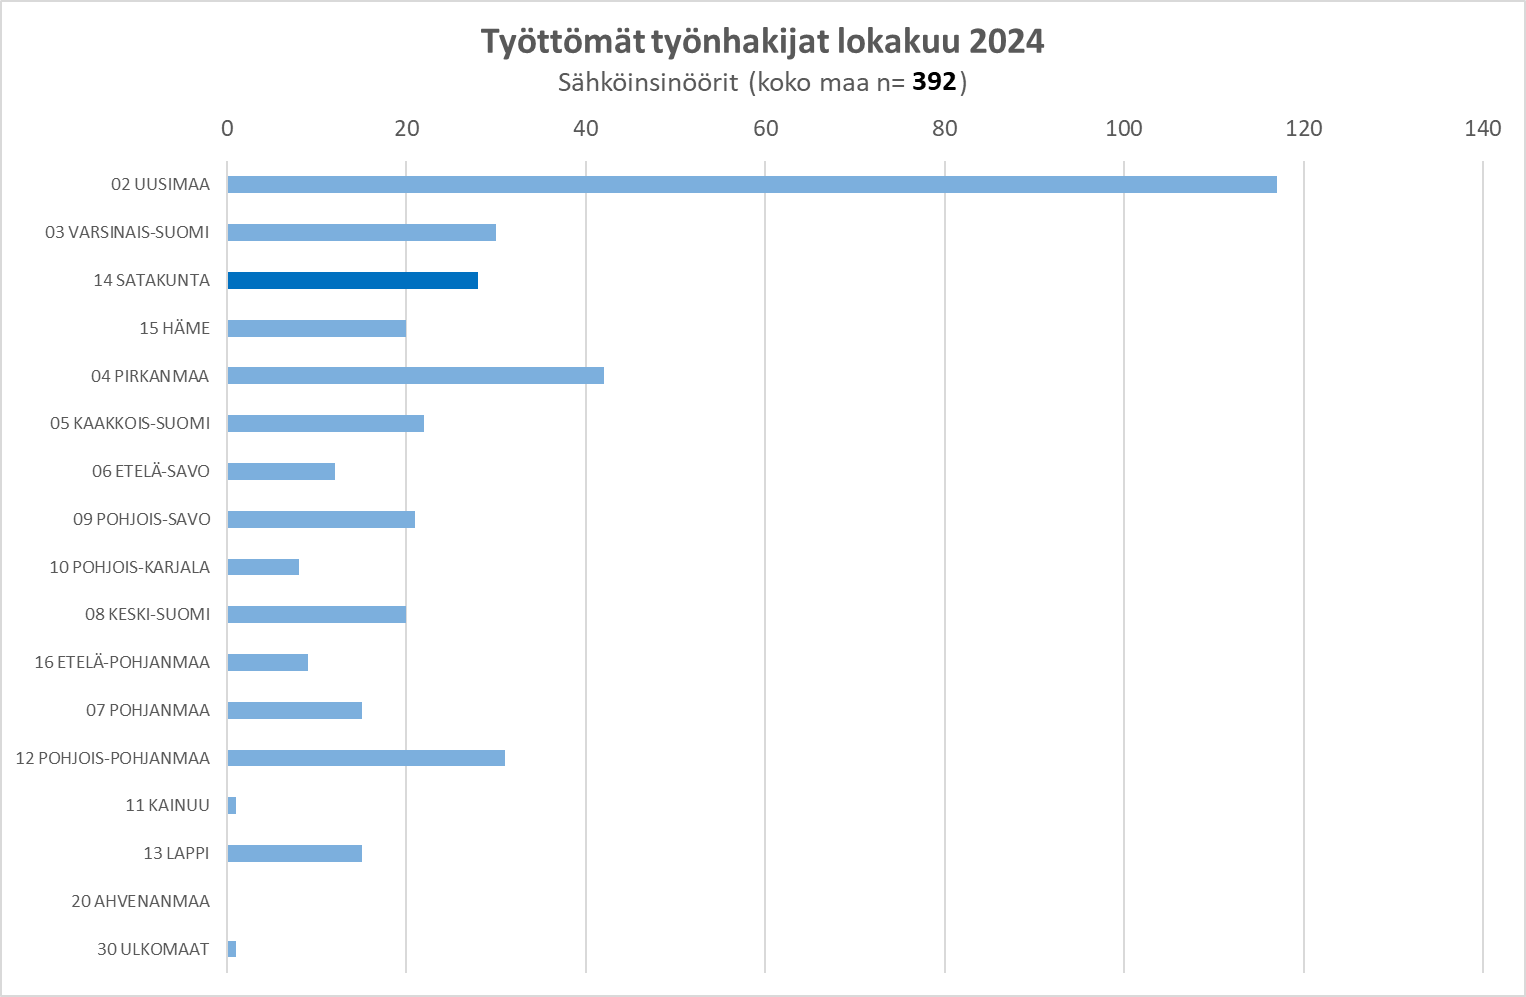 Työttömät työnhakijat lokakuu 2024
Sähköinsinöörit (koko maa n= 392)
0 20 40 60 80 100 120 140
02 UUSIMAA
03 VARSINAIS-SUOMI
14 SATAKUNTA
15 HÄME
04 PIRKANMAA
05 KAAKKOIS-SUOMI
06 ETELÄ-SAVO
09 POHJOIS-SAVO
10 POHJOIS-KARJALA
08 KESKI-SUOMI
16 ETELÄ-POHJANMAA
07 POHJANMAA
12 POHJOIS-POHJANMAA
11 KAINUU
13 LAPPI
20 AHVENANMAA
30 ULKOMAAT